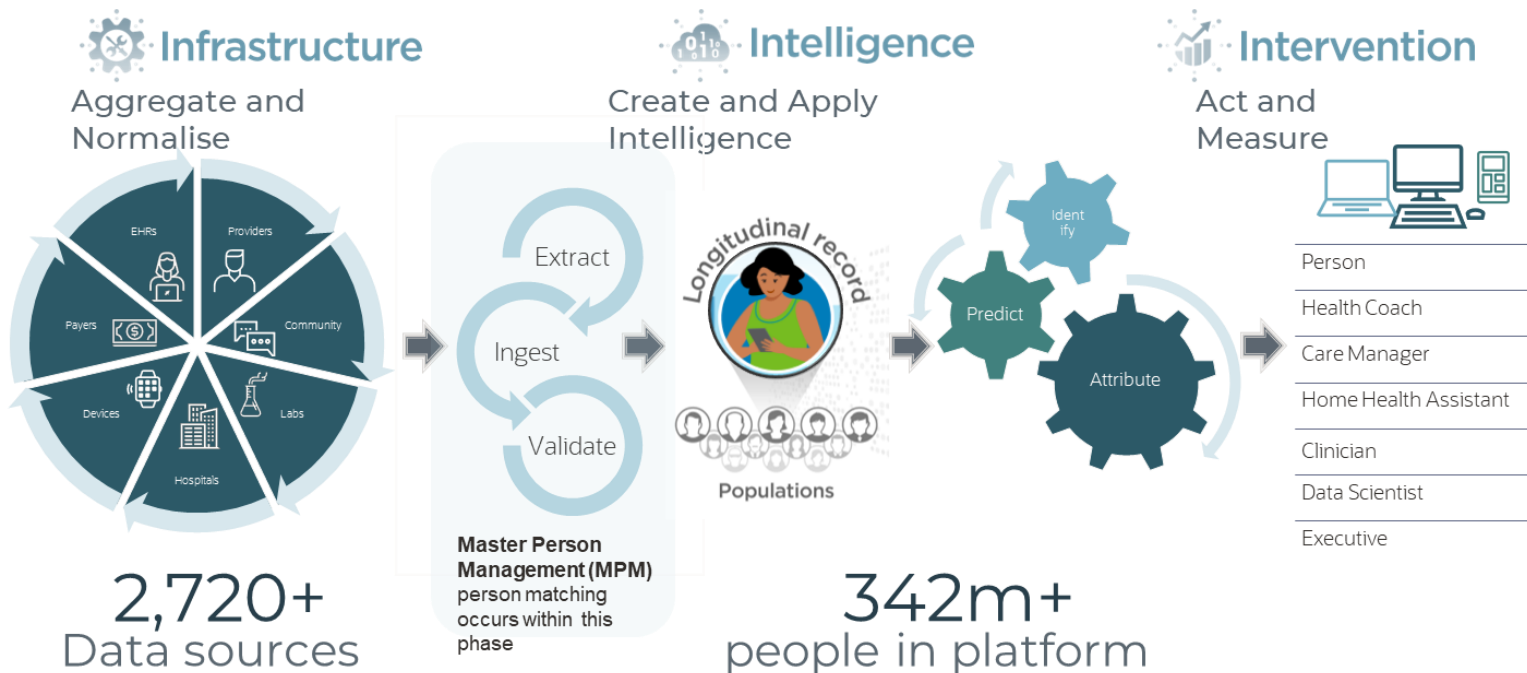 Infrastructure
Aggregate and
Normalise
EHRs
Providers
Payers
Community
Devices
Labs
Hospitals
2,720+
Data sources
Extract
Ingest
Validate
Master Person
Management (MPM)
person matching
occurs within this
phase
Intelligence
Create and Apply
Intelligence
Longitudinal record
Populations
Ident
ify
Predict
Attribute
342m+
people in platform
Intervention
Act and
Measure
Person
Health Coach
Care Manager
Home Health Assistant
Clinician
Data Scientist
Executive